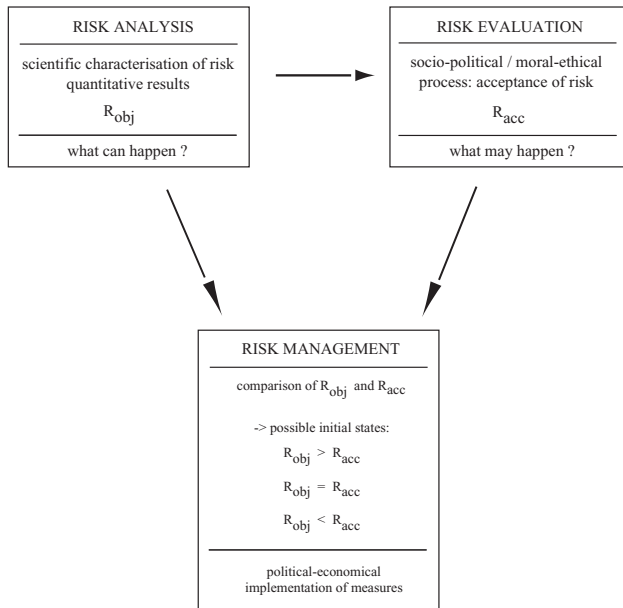 RISK ANALYSIS
scientific characterisation of risk
quantitative results
R_obj
what can happen ?
RISK EVALUATION
socio-political / moral-ethical
process: acceptance of risk
R_acc
what may happen ?
RISK MANAGEMENT
comparison of R_obj and R_acc
-> possible initial states:
R_obj > R_acc
R_obj = R_acc
R_obj < R_acc
political-economical
implementation of measures